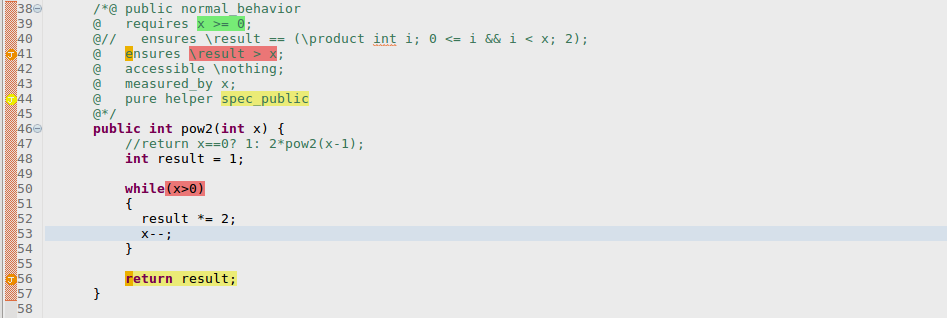 38 /*@ public normal_behavior
39 @   requires x >= 0;
40 @//   ensures \result == (\product int i; 0 <= i && i < x; 2);
41 @   ensures \result > x;
42 @   accessible \nothing;
43 @   measured_by x;
44 @   pure helper spec_public
45 @*/
46 public int pow2(int x) {
47     //return x==0? 1: 2*pow2(x-1);
48     int result = 1;
49
50     while(x>0)
51     {
52       result *= 2;
53       x--;
54     }
55
56     return result;
57 }
58